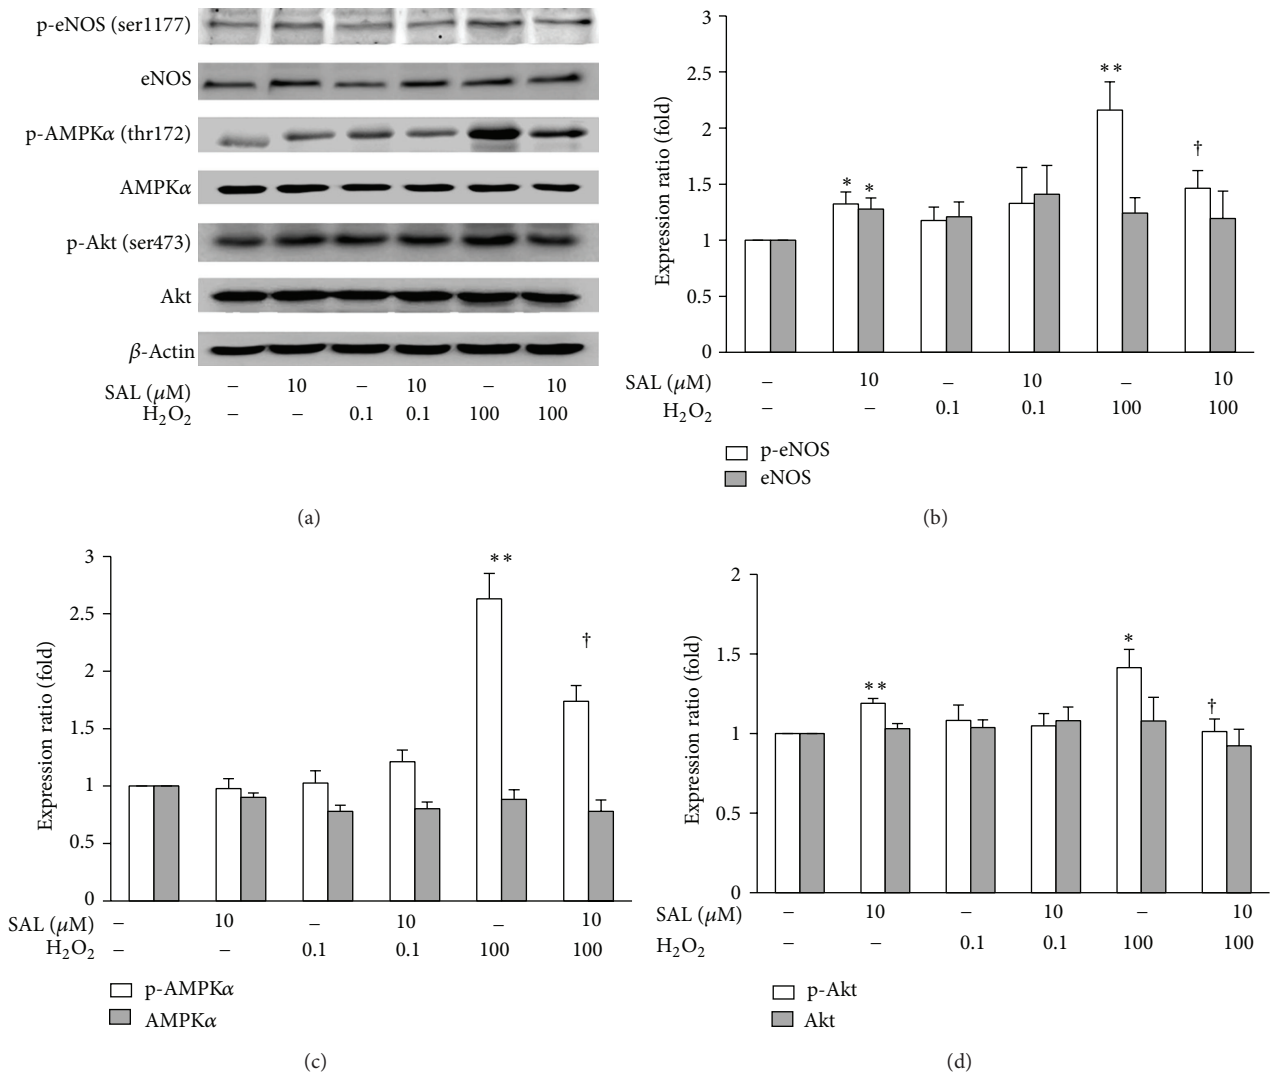 p-eNOS (ser1177)
eNOS
p-AMPKα (thr172)
AMPKα
p-Akt (ser473)
Akt
β-Actin
SAL (μM) – 10 – 10 – 10
H₂O₂ – – 0.1 0.1 100 100
(a)
Expression ratio (fold)
3
2.5
2
1.5
1
0.5
0
* * ** †
SAL (μM) – 10 – 10 – 10
H₂O₂ – – 0.1 0.1 100 100
p-eNOS
eNOS
(b)
Expression ratio (fold)
3
2.5
2
1.5
1
0.5
0
** †
SAL (μM) – 10 – 10 – 10
H₂O₂ – – 0.1 0.1 100 100
p-AMPKα
AMPKα
(c)
Expression ratio (fold)
2
1.5
1
0.5
0
** * †
SAL (μM) – 10 – 10 – 10
H₂O₂ – – 0.1 0.1 100 100
p-Akt
Akt
(d)